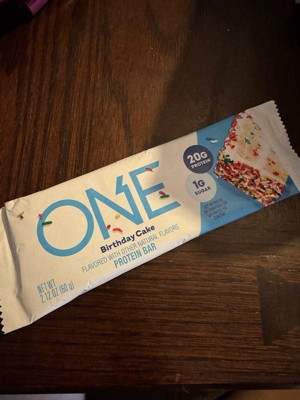 ONE
Birthday Cake
FLAVORED WITH OTHER NATURAL FLAVORS
PROTEIN BAR
20G
PROTEIN
1G
SUGAR
NET WT
2.12 OZ (60 g)